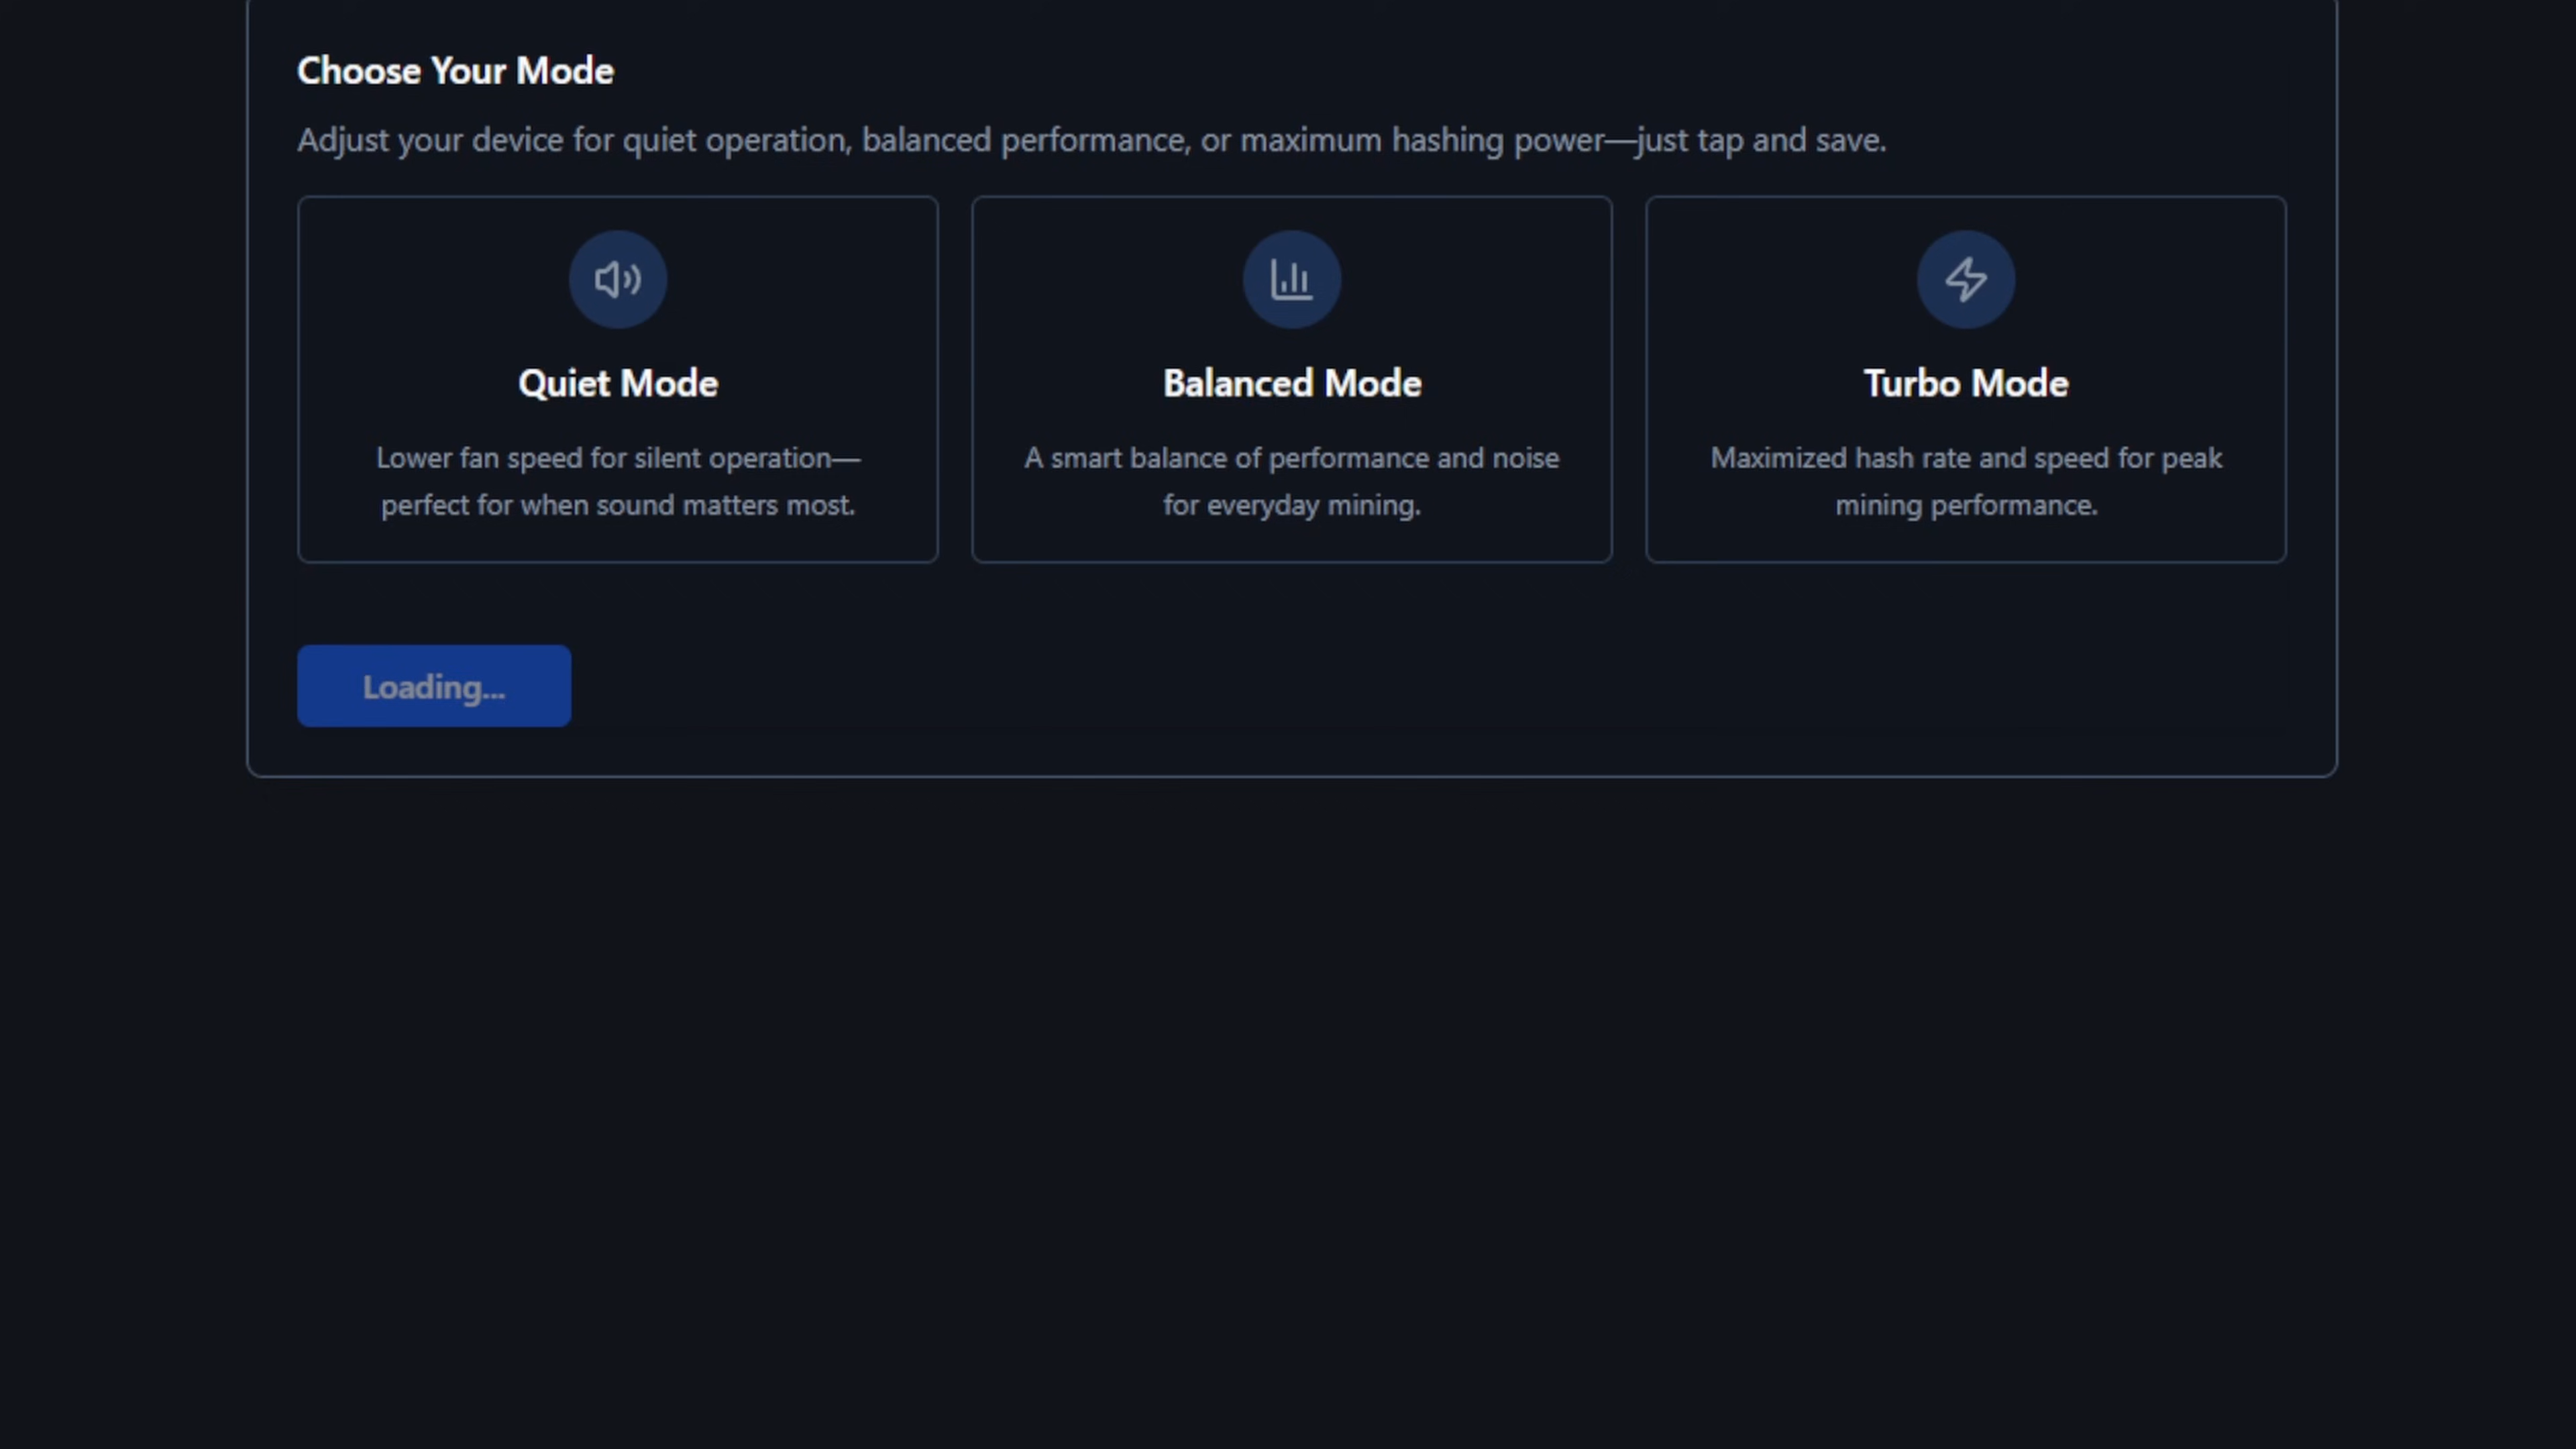 Choose Your Mode
Adjust your device for quiet operation, balanced performance, or maximum hashing power—just tap and save.
Quiet Mode
Lower fan speed for silent operation—
perfect for when sound matters most.
Balanced Mode
A smart balance of performance and noise
for everyday mining.
Turbo Mode
Maximized hash rate and speed for peak
mining performance.
Loading...